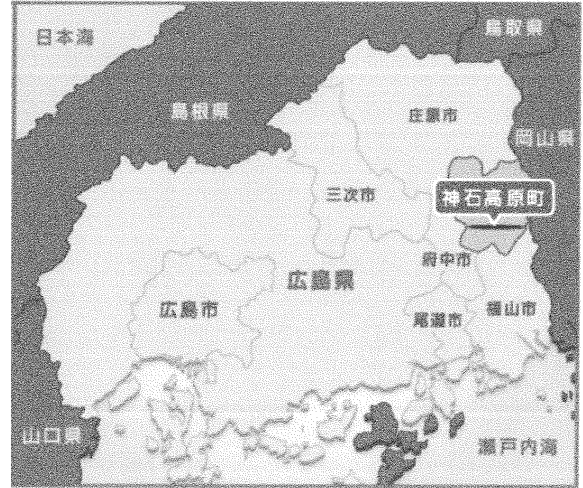 日本海
鳥取県
島根県
庄原市
岡山県
三次市
神石高原町
府中市
広島県
広島市
尾道市
福山市
山口県
瀬戸内海